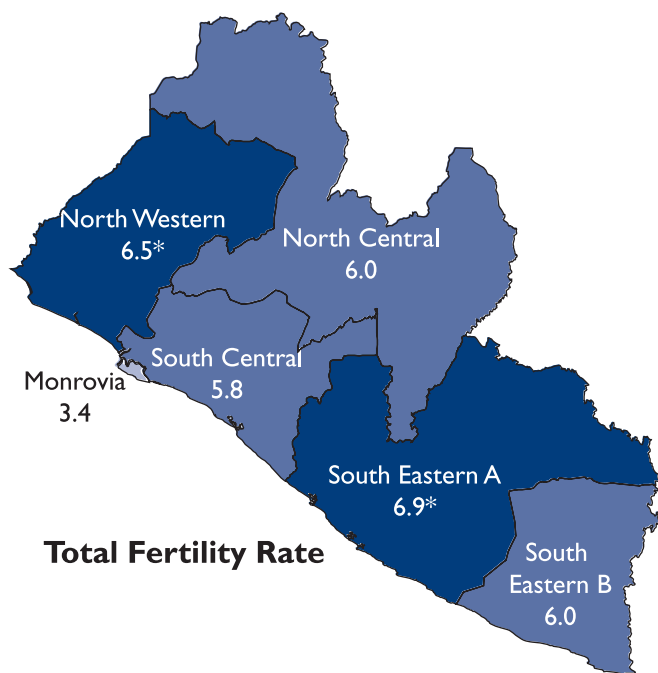 North Western
6.5*
North Central
6.0
South Central
5.8
Monrovia
3.4
South Eastern A
6.9*
Total Fertility Rate
South
Eastern B
6.0